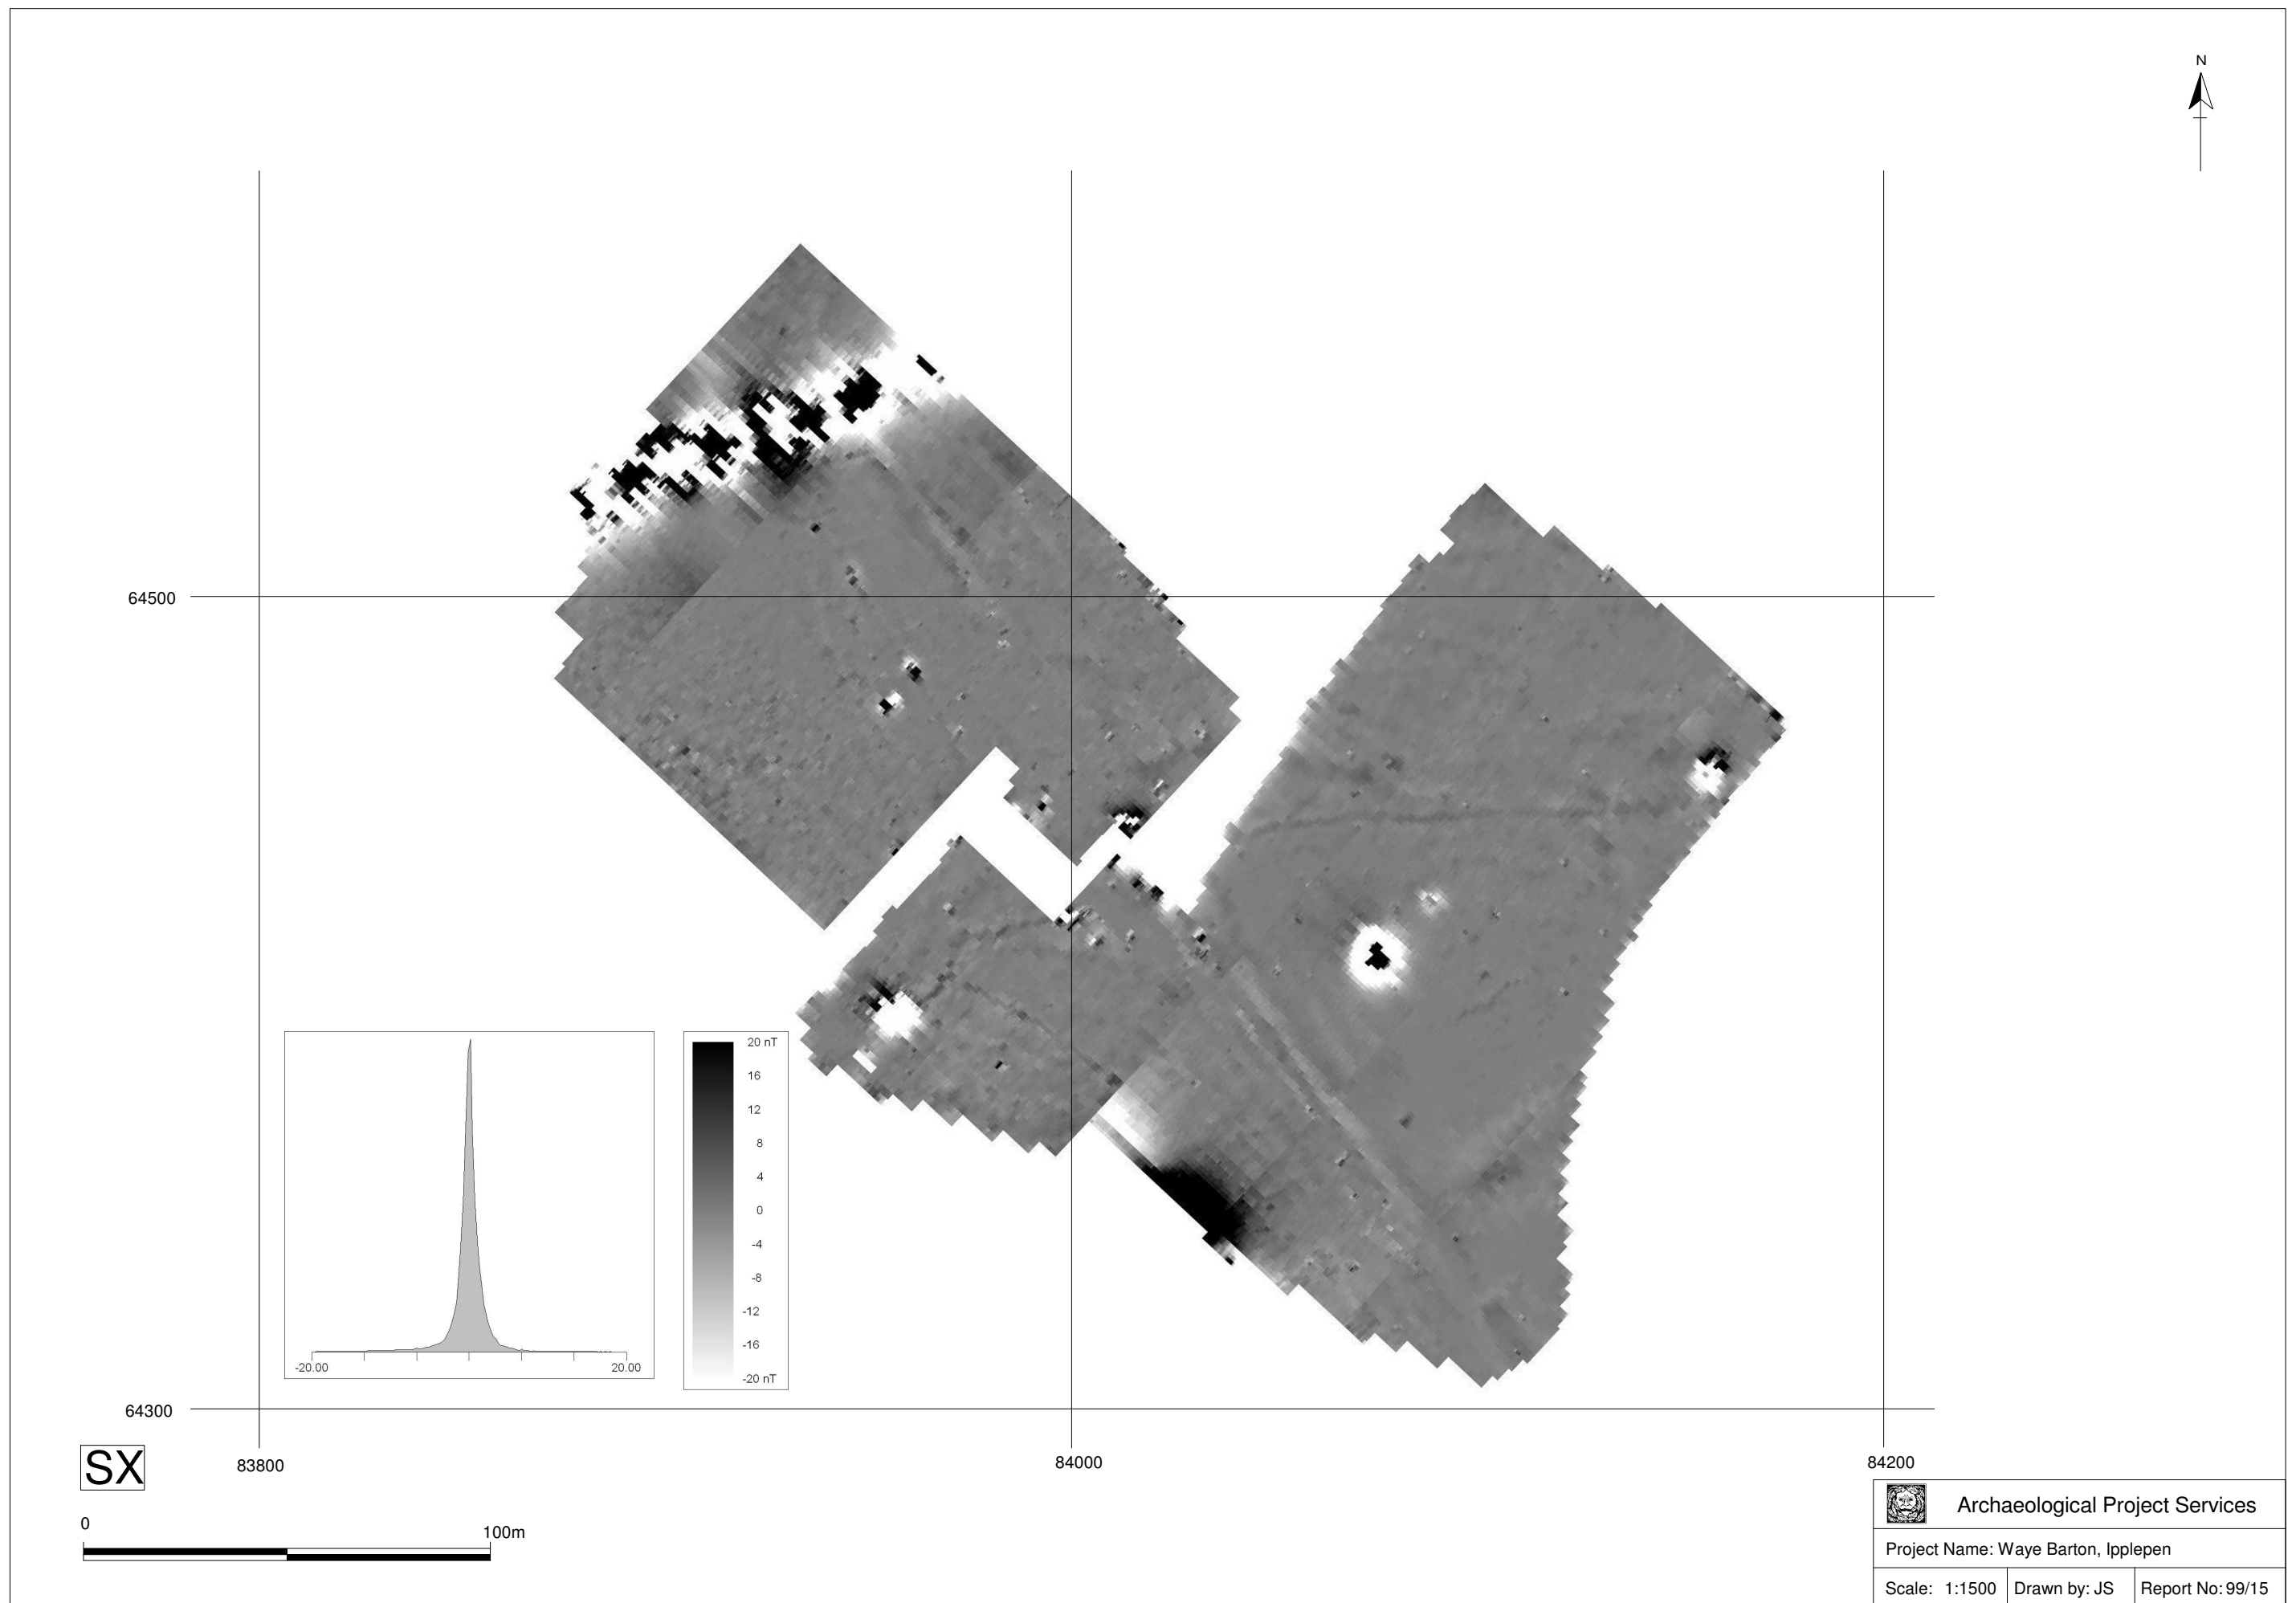 N
64500
20 nT
16
12
8
4
0
-4
-8
-12
-16
-20 nT
-20.00
20.00
64300
SX
83800
84000
84200
0
100m
Archaeological Project Services
Project Name: Waye Barton, Ipplepen
Scale: 1:1500
Drawn by: JS
Report No: 99/15